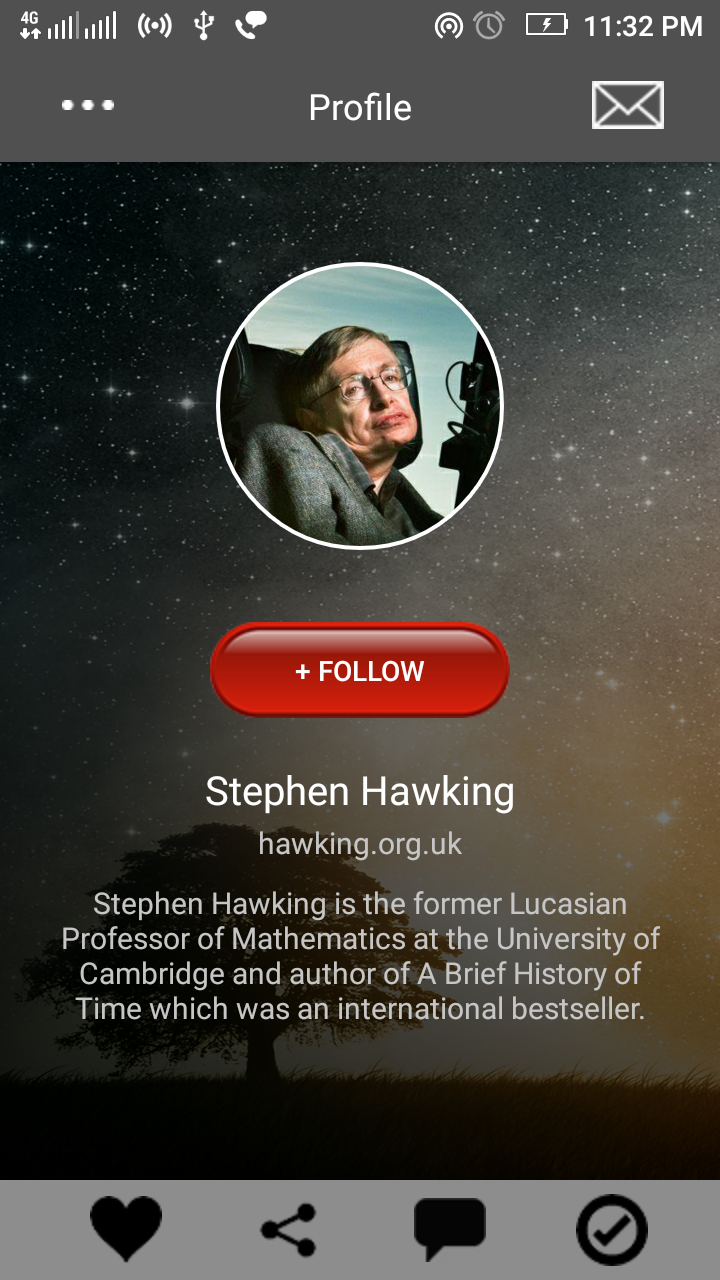 4G
11:32 PM
Profile
+ FOLLOW
Stephen Hawking
hawking.org.uk
Stephen Hawking is the former Lucasian
Professor of Mathematics at the University of
Cambridge and author of A Brief History of
Time which was an international bestseller.